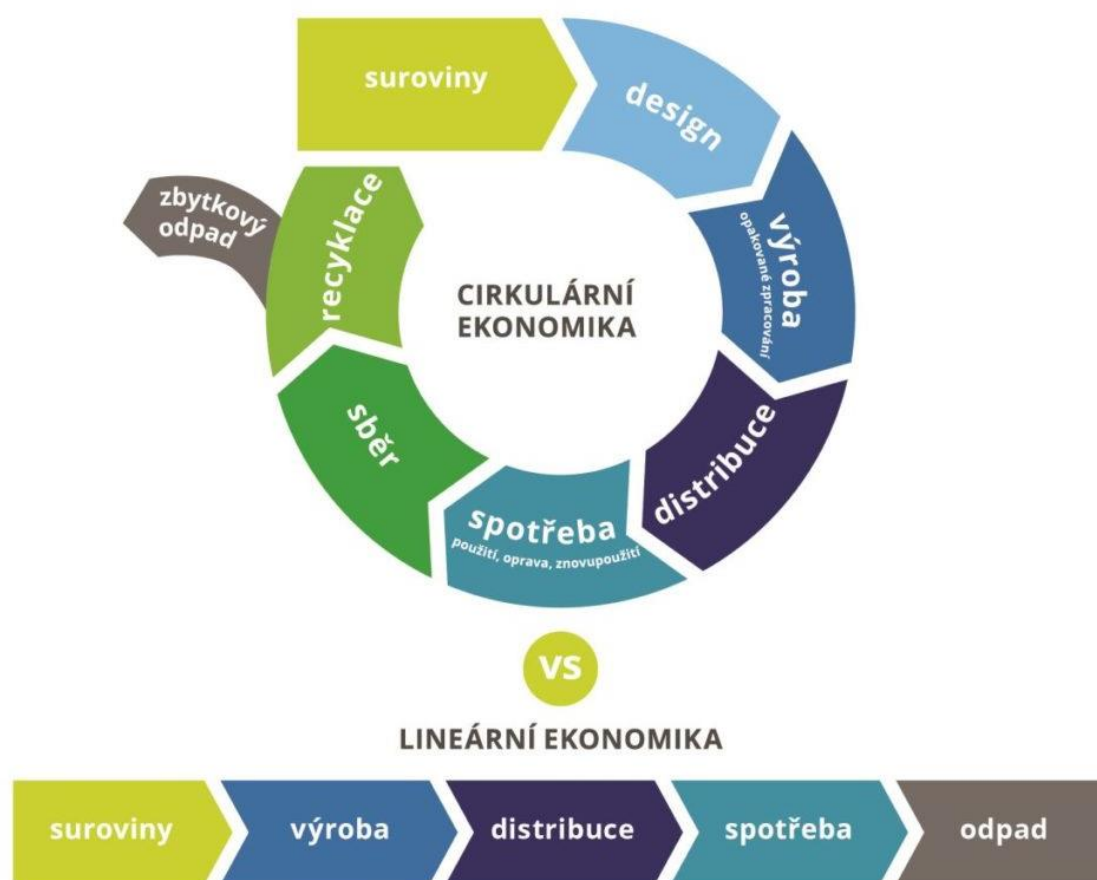 suroviny
design
výroba
opakované zpracování
distribuce
spotřeba
použití, oprava, znovupoužití
sběr
recyklace
zbytkový
odpad
CIRKULÁRNÍ
EKONOMIKA
VS
LINEÁRNÍ EKONOMIKA
suroviny
výroba
distribuce
spotřeba
odpad